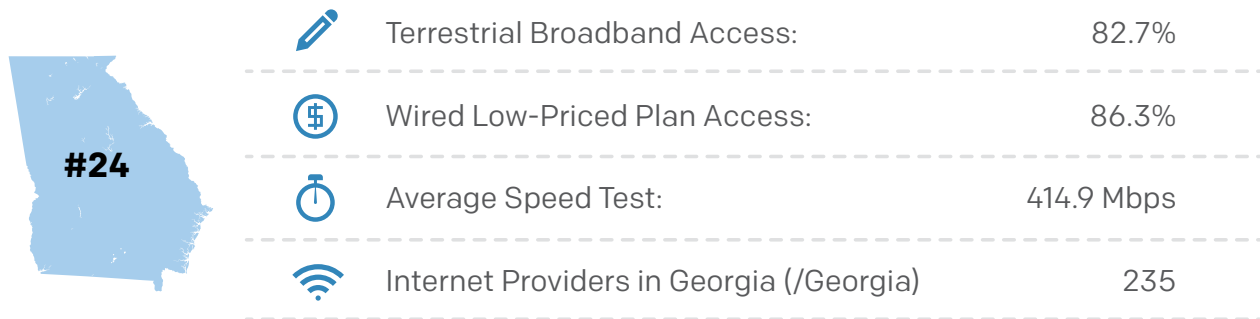 #24
Terrestrial Broadband Access: 82.7%
Wired Low-Priced Plan Access: 86.3%
Average Speed Test: 414.9 Mbps
Internet Providers in Georgia (/Georgia) 235